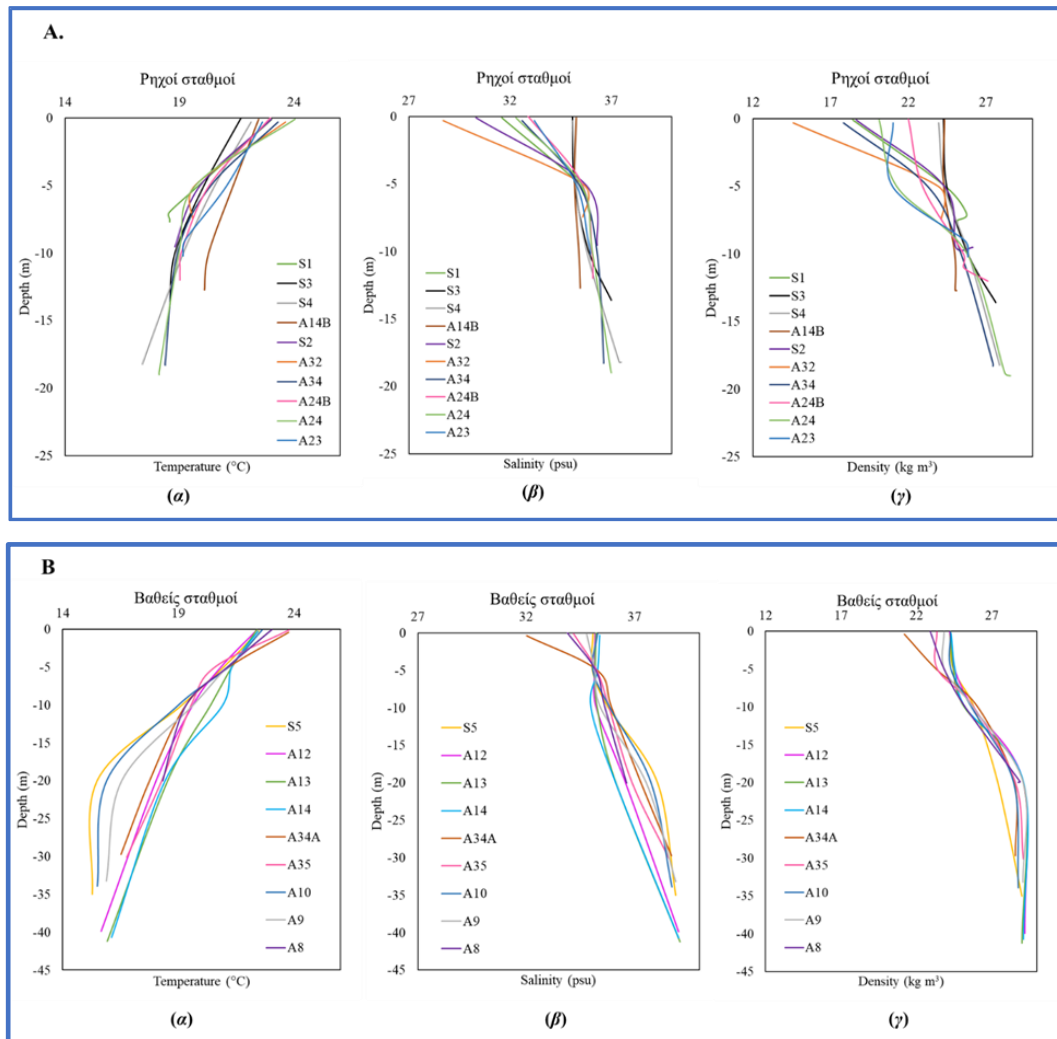 A.
Ρηχοί σταθμοί
14 19 24
0
-5
-10
-15
-20
-25
Depth (m)
S1
S3
S4
A14B
S2
A32
A34
A24B
A24
A23
Temperature (°C)
(α)
Ρηχοί σταθμοί
27 32 37
0
-5
-10
-15
-20
-25
Depth (m)
S1
S3
S4
A14B
S2
A32
A34
A24B
A24
A23
Salinity (psu)
(β)
Ρηχοί σταθμοί
12 17 22 27
0
-5
-10
-15
-20
-25
Depth (m)
S1
S3
S4
A14B
S2
A32
A34
A24B
A24
A23
Density (kg m³)
(γ)
B
Βαθείς σταθμοί
14 19 24
0
-5
-10
-15
-20
-25
-30
-35
-40
-45
Depth (m)
S5
A12
A13
A14
A34A
A35
A10
A9
A8
Temperature (°C)
(α)
Βαθείς σταθμοί
27 32 37
0
-5
-10
-15
-20
-25
-30
-35
-40
-45
Depth (m)
S5
A12
A13
A14
A34A
A35
A10
A9
A8
Salinity (psu)
(β)
Βαθείς σταθμοί
12 17 22 27
0
-5
-10
-15
-20
-25
-30
-35
-40
-45
Depth (m)
S5
A12
A13
A14
A34A
A35
A10
A9
A8
Density (kg m³)
(γ)